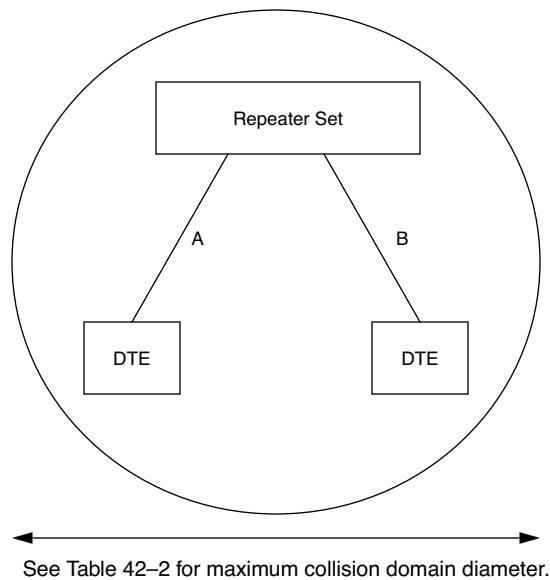 Repeater Set
A
B
DTE
DTE
See Table 42–2 for maximum collision domain diameter.